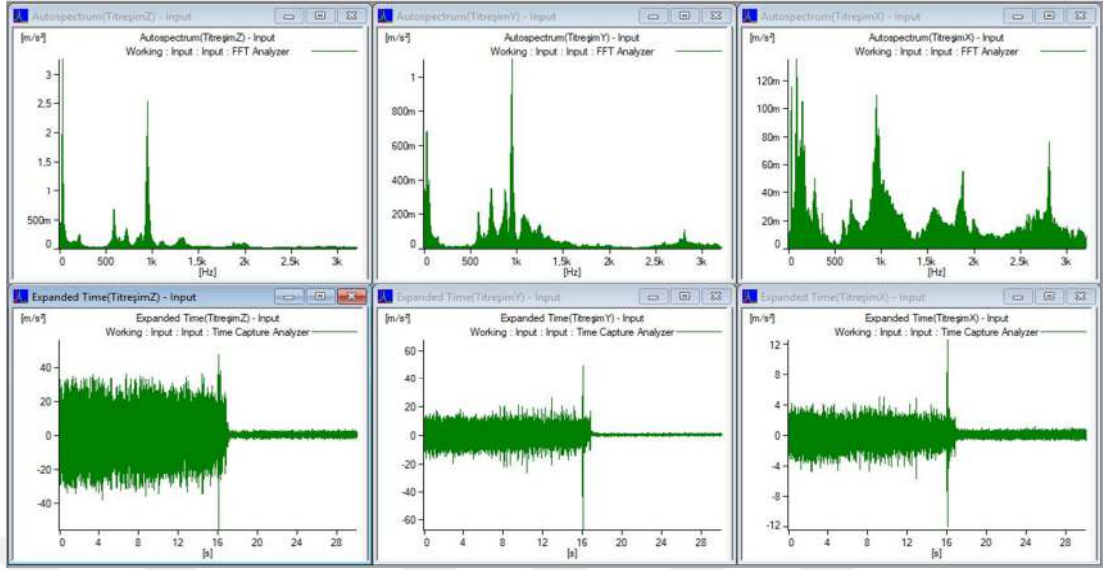 Autospectrum(TitreşimZ) - Input
[m/s²]
Autospectrum(TitreşimZ) - Input
Working : Input : Input : FFT Analyzer
3
2.5
2
1.5
1
500m
0
0 500 1k 1,5k 2k 2,5k 3k
[Hz]
Autospectrum(TitreşimY) - Input
[m/s²]
Autospectrum(TitreşimY) - Input
Working : Input : Input : FFT Analyzer
1
800m
600m
400m
200m
0
0 500 1k 1,5k 2k 2,5k 3k
[Hz]
Autospectrum(TitreşimX) - Input
[m/s²]
Autospectrum(TitreşimX) - Input
Working : Input : Input : FFT Analyzer
120m
100m
80m
60m
40m
20m
0
0 500 1k 1,5k 2k 2,5k 3k
[Hz]
Expanded Time(TitreşimZ) - Input
[m/s²]
Expanded Time(TitreşimZ) - Input
Working : Input : Input : Time Capture Analyzer
40
20
0
-20
-40
0 4 8 12 16 20 24 28
[s]
Expanded Time(TitreşimY) - Input
[m/s²]
Expanded Time(TitreşimY) - Input
Working : Input : Input : Time Capture Analyzer
60
40
20
0
-20
-40
-60
0 4 8 12 16 20 24 28
[s]
Expanded Time(TitreşimX) - Input
[m/s²]
Expanded Time(TitreşimX) - Input
Working : Input : Input : Time Capture Analyzer
12
8
4
0
-4
-8
-12
0 4 8 12 16 20 24 28
[s]